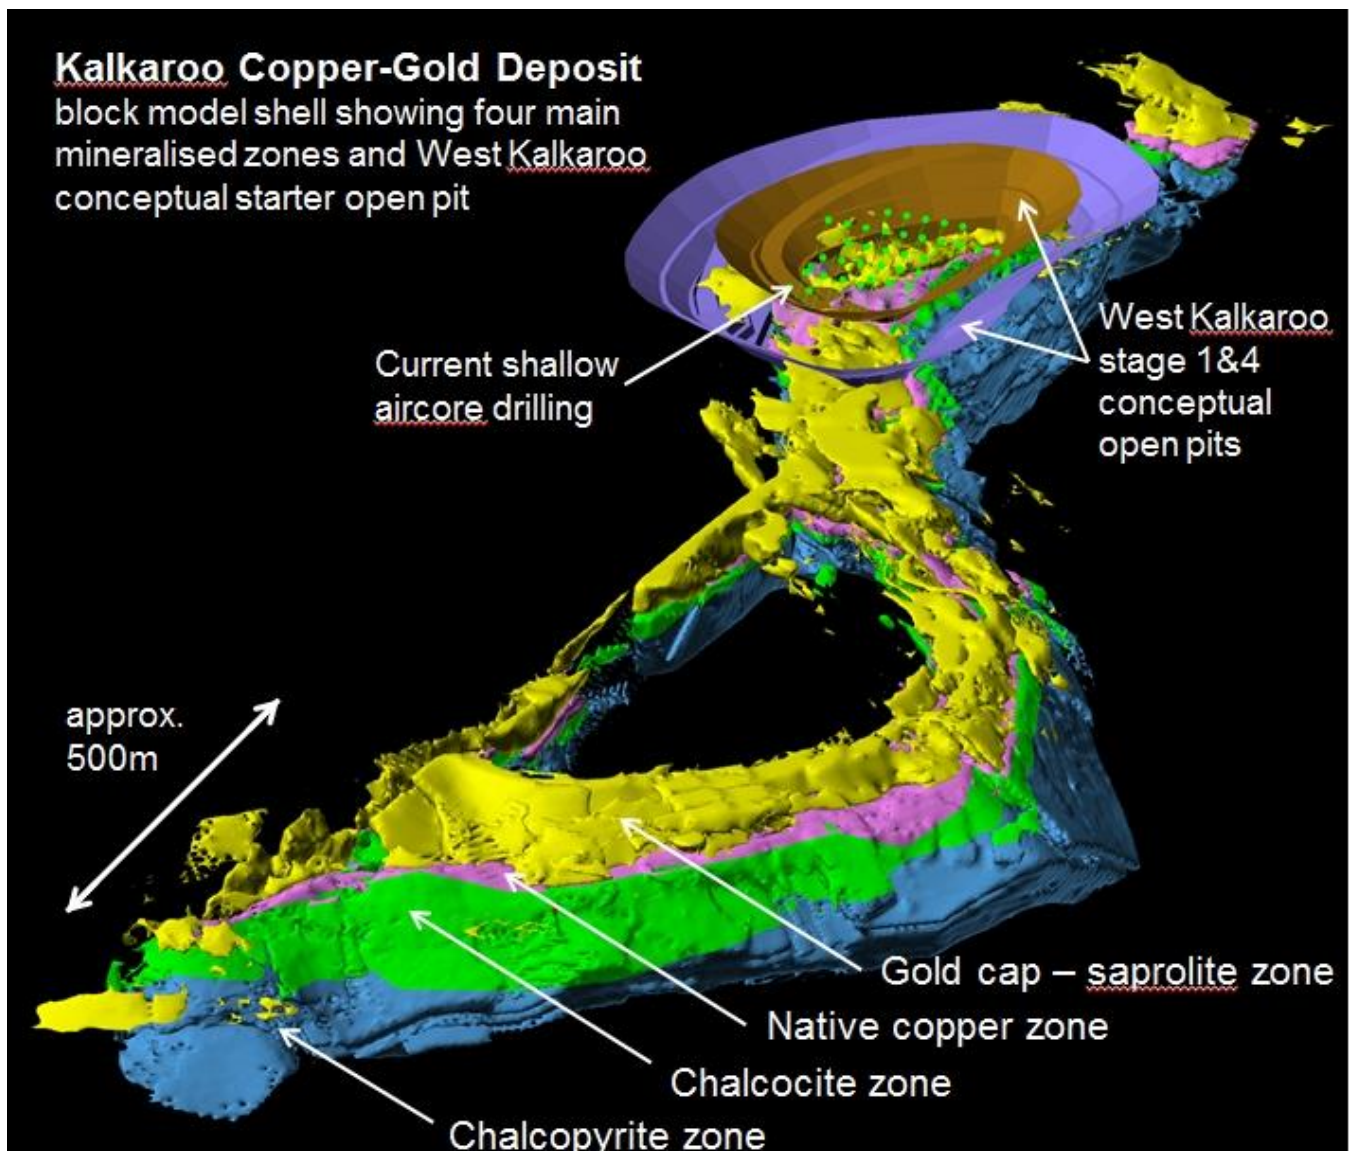 Kalkaroo Copper-Gold Deposit
block model shell showing four main
mineralised zones and West Kalkaroo
conceptual starter open pit
Current shallow
aircore drilling
West Kalkaroo
stage 1&4
conceptual
open pits
approx.
500m
Gold cap – saprolite zone
Native copper zone
Chalcocite zone
Chalcopyrite zone